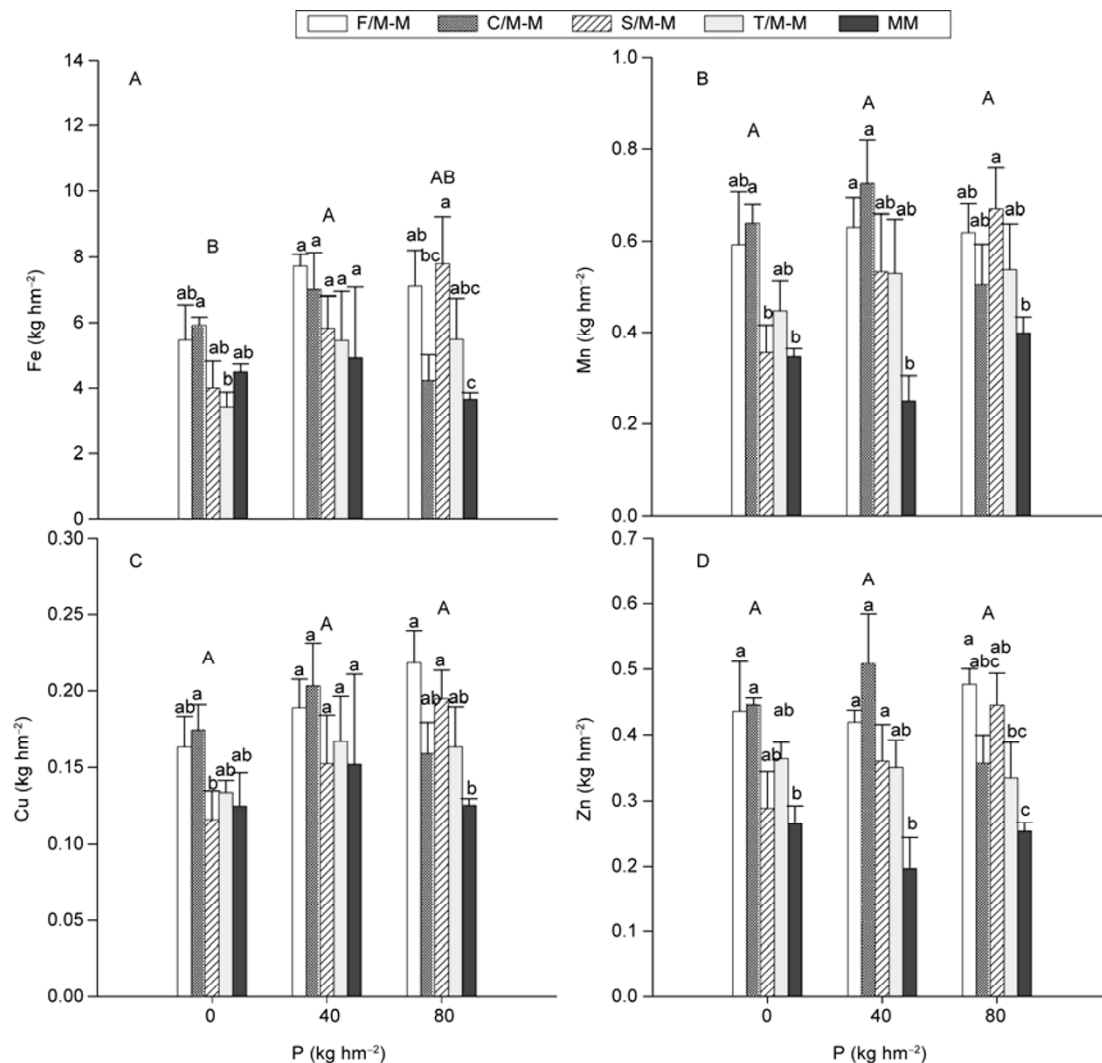 F/M-M C/M-M S/M-M T/M-M MM
A
Fe (kg hm⁻²)
14
12
10
8
6
4
2
0
B
ab a ab b ab
A
a a a a a
AB
ab bc a abc c
B
Mn (kg hm⁻²)
1.0
0.8
0.6
0.4
0.2
0.0
A
ab a b ab b
A
a a ab ab b
A
ab ab a ab b
C
Cu (kg hm⁻²)
0.30
0.25
0.20
0.15
0.10
0.05
0.00
A
ab a b ab ab
A
a a a a a
A
a ab a ab b
0 40 80
P (kg hm⁻²)
D
Zn (kg hm⁻²)
0.7
0.6
0.5
0.4
0.3
0.2
0.1
0.0
A
a a ab ab b
A
a a a ab b
A
a abc ab bc c
0 40 80
P (kg hm⁻²)